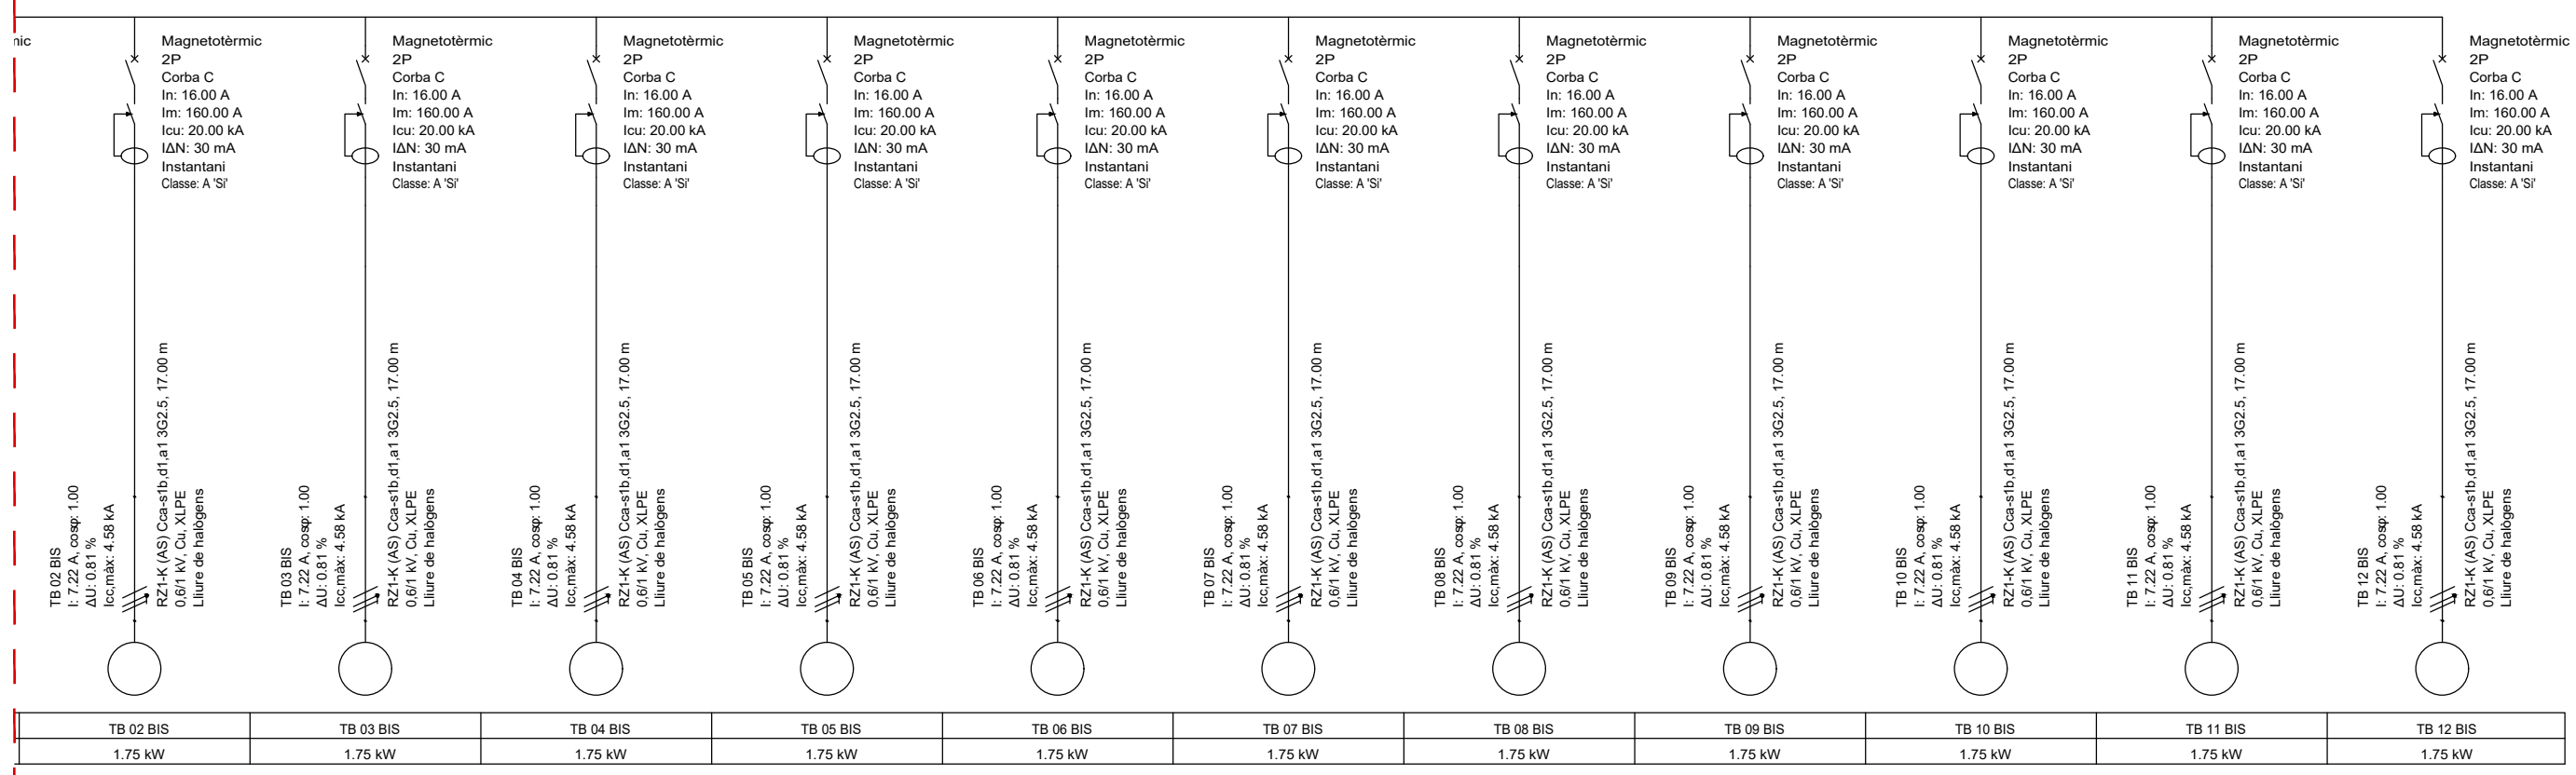 Magnetotèrmic
2P
Corba C
In: 16.00 A
Im: 160.00 A
Icu: 20.00 kA
IΔN: 30 mA
Instantani
Classe: A 'Si'
TB 02 BIS
I: 7.22 A, cosφ: 1.00
ΔU: 0.81 %
Icc,màx: 4.58 kA
RZ1-K (AS) Cca-s1b,d1,a1 3G2.5, 17.00 m
0,6/1 kV, Cu, XLPE
Lliure de halògens
Magnetotèrmic
2P
Corba C
In: 16.00 A
Im: 160.00 A
Icu: 20.00 kA
IΔN: 30 mA
Instantani
Classe: A 'Si'
TB 03 BIS
I: 7.22 A, cosφ: 1.00
ΔU: 0.81 %
Icc,màx: 4.58 kA
RZ1-K (AS) Cca-s1b,d1,a1 3G2.5, 17.00 m
0,6/1 kV, Cu, XLPE
Lliure de halògens
Magnetotèrmic
2P
Corba C
In: 16.00 A
Im: 160.00 A
Icu: 20.00 kA
IΔN: 30 mA
Instantani
Classe: A 'Si'
TB 04 BIS
I: 7.22 A, cosφ: 1.00
ΔU: 0.81 %
Icc,màx: 4.58 kA
RZ1-K (AS) Cca-s1b,d1,a1 3G2.5, 17.00 m
0,6/1 kV, Cu, XLPE
Lliure de halògens
Magnetotèrmic
2P
Corba C
In: 16.00 A
Im: 160.00 A
Icu: 20.00 kA
IΔN: 30 mA
Instantani
Classe: A 'Si'
TB 05 BIS
I: 7.22 A, cosφ: 1.00
ΔU: 0.81 %
Icc,màx: 4.58 kA
RZ1-K (AS) Cca-s1b,d1,a1 3G2.5, 17.00 m
0,6/1 kV, Cu, XLPE
Lliure de halògens
Magnetotèrmic
2P
Corba C
In: 16.00 A
Im: 160.00 A
Icu: 20.00 kA
IΔN: 30 mA
Instantani
Classe: A 'Si'
TB 06 BIS
I: 7.22 A, cosφ: 1.00
ΔU: 0.81 %
Icc,màx: 4.58 kA
RZ1-K (AS) Cca-s1b,d1,a1 3G2.5, 17.00 m
0,6/1 kV, Cu, XLPE
Lliure de halògens
Magnetotèrmic
2P
Corba C
In: 16.00 A
Im: 160.00 A
Icu: 20.00 kA
IΔN: 30 mA
Instantani
Classe: A 'Si'
TB 07 BIS
I: 7.22 A, cosφ: 1.00
ΔU: 0.81 %
Icc,màx: 4.58 kA
RZ1-K (AS) Cca-s1b,d1,a1 3G2.5, 17.00 m
0,6/1 kV, Cu, XLPE
Lliure de halògens
Magnetotèrmic
2P
Corba C
In: 16.00 A
Im: 160.00 A
Icu: 20.00 kA
IΔN: 30 mA
Instantani
Classe: A 'Si'
TB 08 BIS
I: 7.22 A, cosφ: 1.00
ΔU: 0.81 %
Icc,màx: 4.58 kA
RZ1-K (AS) Cca-s1b,d1,a1 3G2.5, 17.00 m
0,6/1 kV, Cu, XLPE
Lliure de halògens
Magnetotèrmic
2P
Corba C
In: 16.00 A
Im: 160.00 A
Icu: 20.00 kA
IΔN: 30 mA
Instantani
Classe: A 'Si'
TB 09 BIS
I: 7.22 A, cosφ: 1.00
ΔU: 0.81 %
Icc,màx: 4.58 kA
RZ1-K (AS) Cca-s1b,d1,a1 3G2.5, 17.00 m
0,6/1 kV, Cu, XLPE
Lliure de halògens
Magnetotèrmic
2P
Corba C
In: 16.00 A
Im: 160.00 A
Icu: 20.00 kA
IΔN: 30 mA
Instantani
Classe: A 'Si'
TB 10 BIS
I: 7.22 A, cosφ: 1.00
ΔU: 0.81 %
Icc,màx: 4.58 kA
RZ1-K (AS) Cca-s1b,d1,a1 3G2.5, 17.00 m
0,6/1 kV, Cu, XLPE
Lliure de halògens
Magnetotèrmic
2P
Corba C
In: 16.00 A
Im: 160.00 A
Icu: 20.00 kA
IΔN: 30 mA
Instantani
Classe: A 'Si'
TB 11 BIS
I: 7.22 A, cosφ: 1.00
ΔU: 0.81 %
Icc,màx: 4.58 kA
RZ1-K (AS) Cca-s1b,d1,a1 3G2.5, 17.00 m
0,6/1 kV, Cu, XLPE
Lliure de halògens
Magnetotèrmic
2P
Corba C
In: 16.00 A
Im: 160.00 A
Icu: 20.00 kA
IΔN: 30 mA
Instantani
Classe: A 'Si'
TB 12 BIS
I: 7.22 A, cosφ: 1.00
ΔU: 0.81 %
Icc,màx: 4.58 kA
RZ1-K (AS) Cca-s1b,d1,a1 3G2.5, 17.00 m
0,6/1 kV, Cu, XLPE
Lliure de halògens
TB 02 BIS TB 03 BIS TB 04 BIS TB 05 BIS TB 06 BIS TB 07 BIS TB 08 BIS TB 09 BIS TB 10 BIS TB 11 BIS TB 12 BIS
1.75 kW 1.75 kW 1.75 kW 1.75 kW 1.75 kW 1.75 kW 1.75 kW 1.75 kW 1.75 kW 1.75 kW 1.75 kW